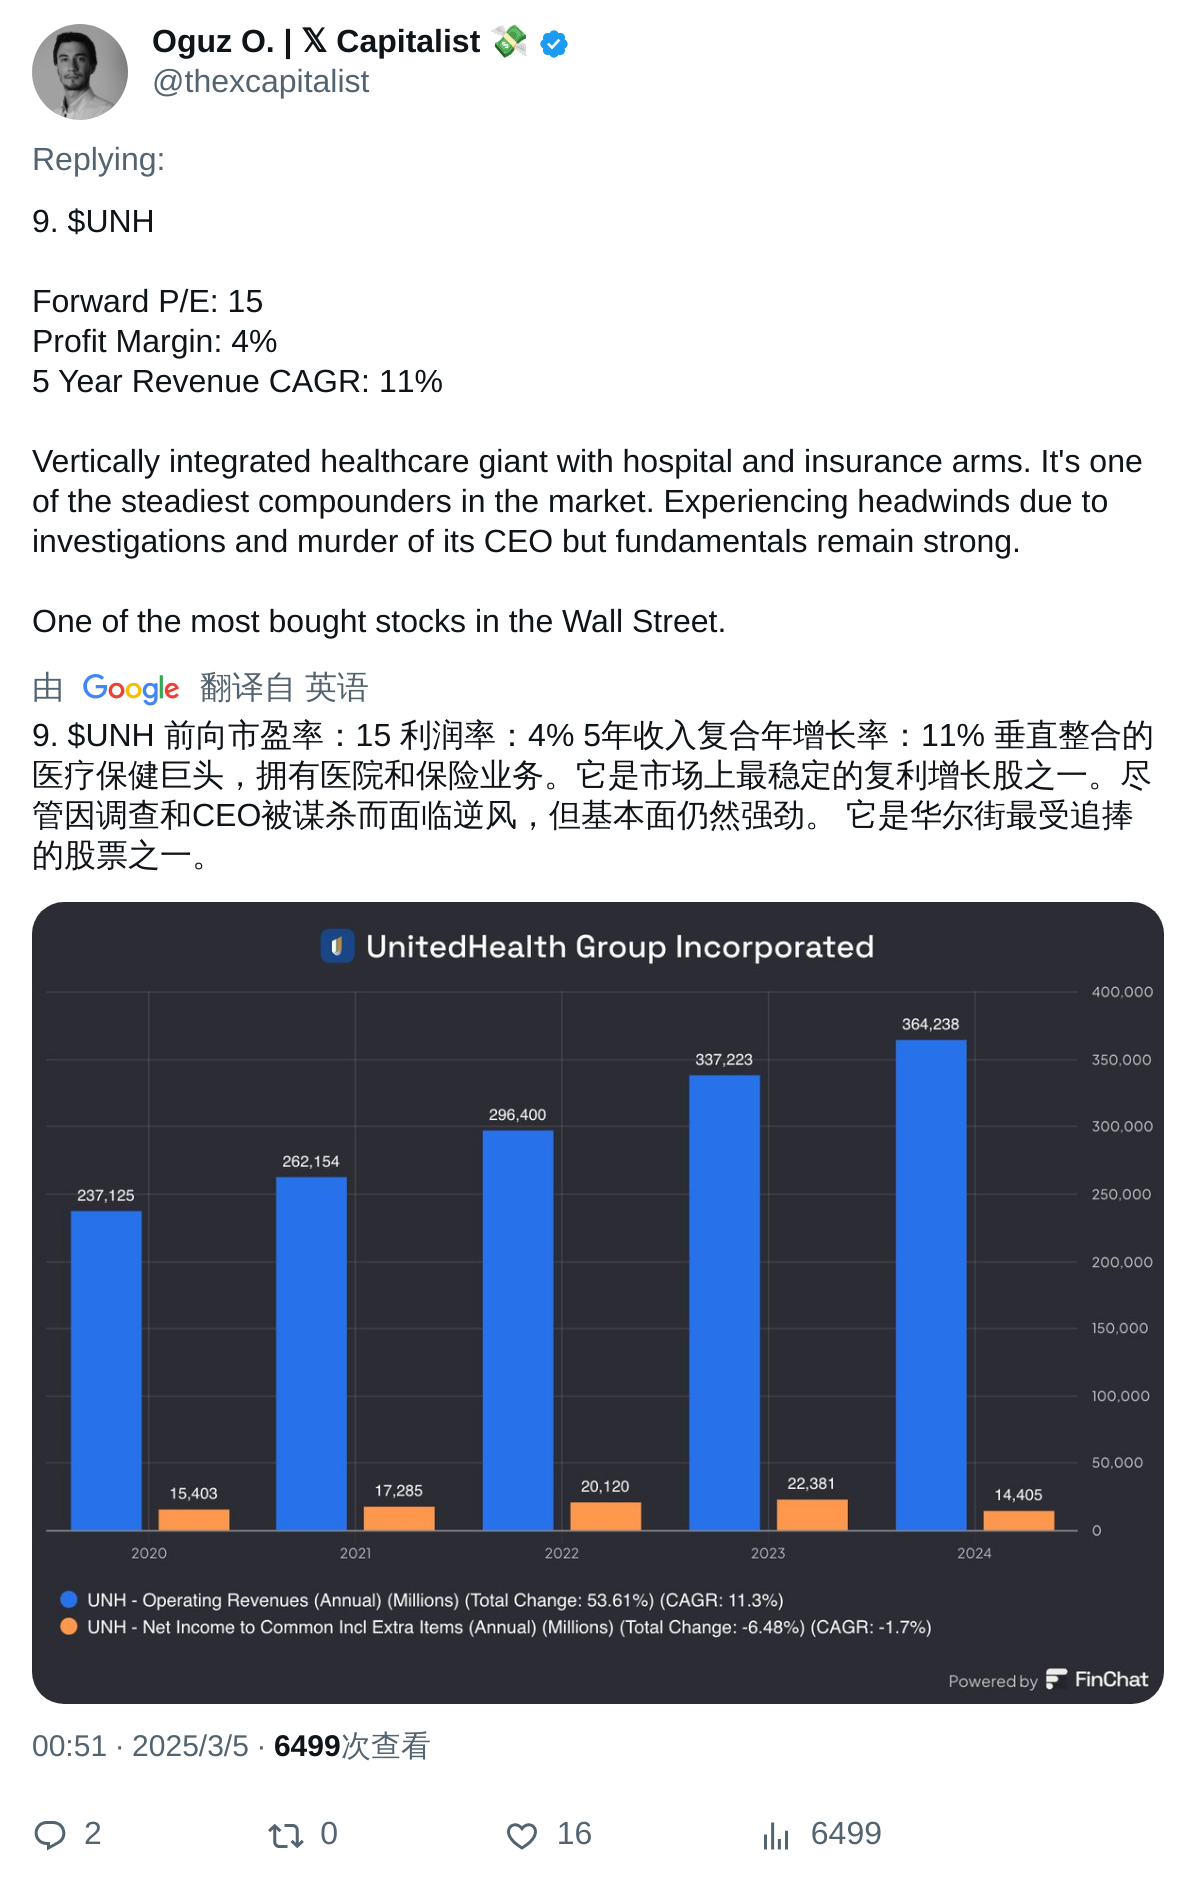 Oguz O. | 𝕏 Capitalist 💸
@thexcapitalist
Replying:
9. $UNH
Forward P/E: 15
Profit Margin: 4%
5 Year Revenue CAGR: 11%
Vertically integrated healthcare giant with hospital and insurance arms. It's one
of the steadiest compounders in the market. Experiencing headwinds due to
investigations and murder of its CEO but fundamentals remain strong.
One of the most bought stocks in the Wall Street.
由 Google 翻译自 英语
9. $UNH 前向市盈率：15 利润率：4% 5年收入复合年增长率：11% 垂直整合的
医疗保健巨头，拥有医院和保险业务。它是市场上最稳定的复利增长股之一。尽
管因调查和CEO被谋杀而面临逆风，但基本面仍然强劲。 它是华尔街最受追捧
的股票之一。
UnitedHealth Group Incorporated
400,000
364,238
337,223
350,000
296,400
300,000
262,154
237,125
250,000
200,000
150,000
100,000
50,000
15,403
17,285
20,120
22,381
14,405
0
2020 2021 2022 2023 2024
UNH - Operating Revenues (Annual) (Millions) (Total Change: 53.61%) (CAGR: 11.3%)
UNH - Net Income to Common Incl Extra Items (Annual) (Millions) (Total Change: -6.48%) (CAGR: -1.7%)
Powered by FinChat
00:51 · 2025/3/5 · 6499次查看
2 0 16 6499